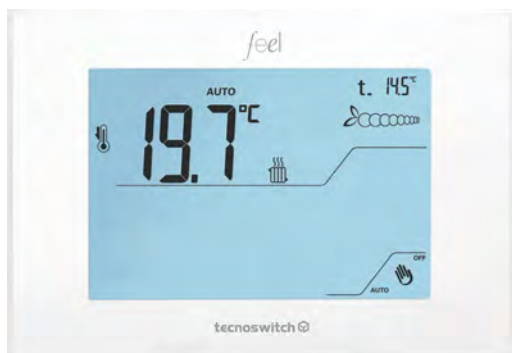 feel
AUTO
t. 14.5°C
19.7°C
OFF
AUTO
tecnoswitch